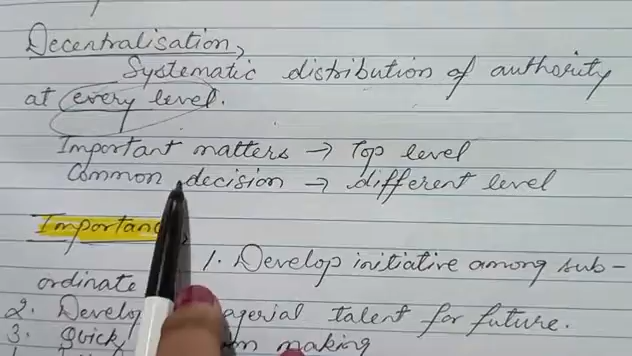 Decentralisation,
Systematic distribution of authority
at every level.
Important matters → Top level
Common decision → different level
Importan
1. Develop initiative among sub-
ordinate
2. Develop agerial talent for future.
3. Quick n making